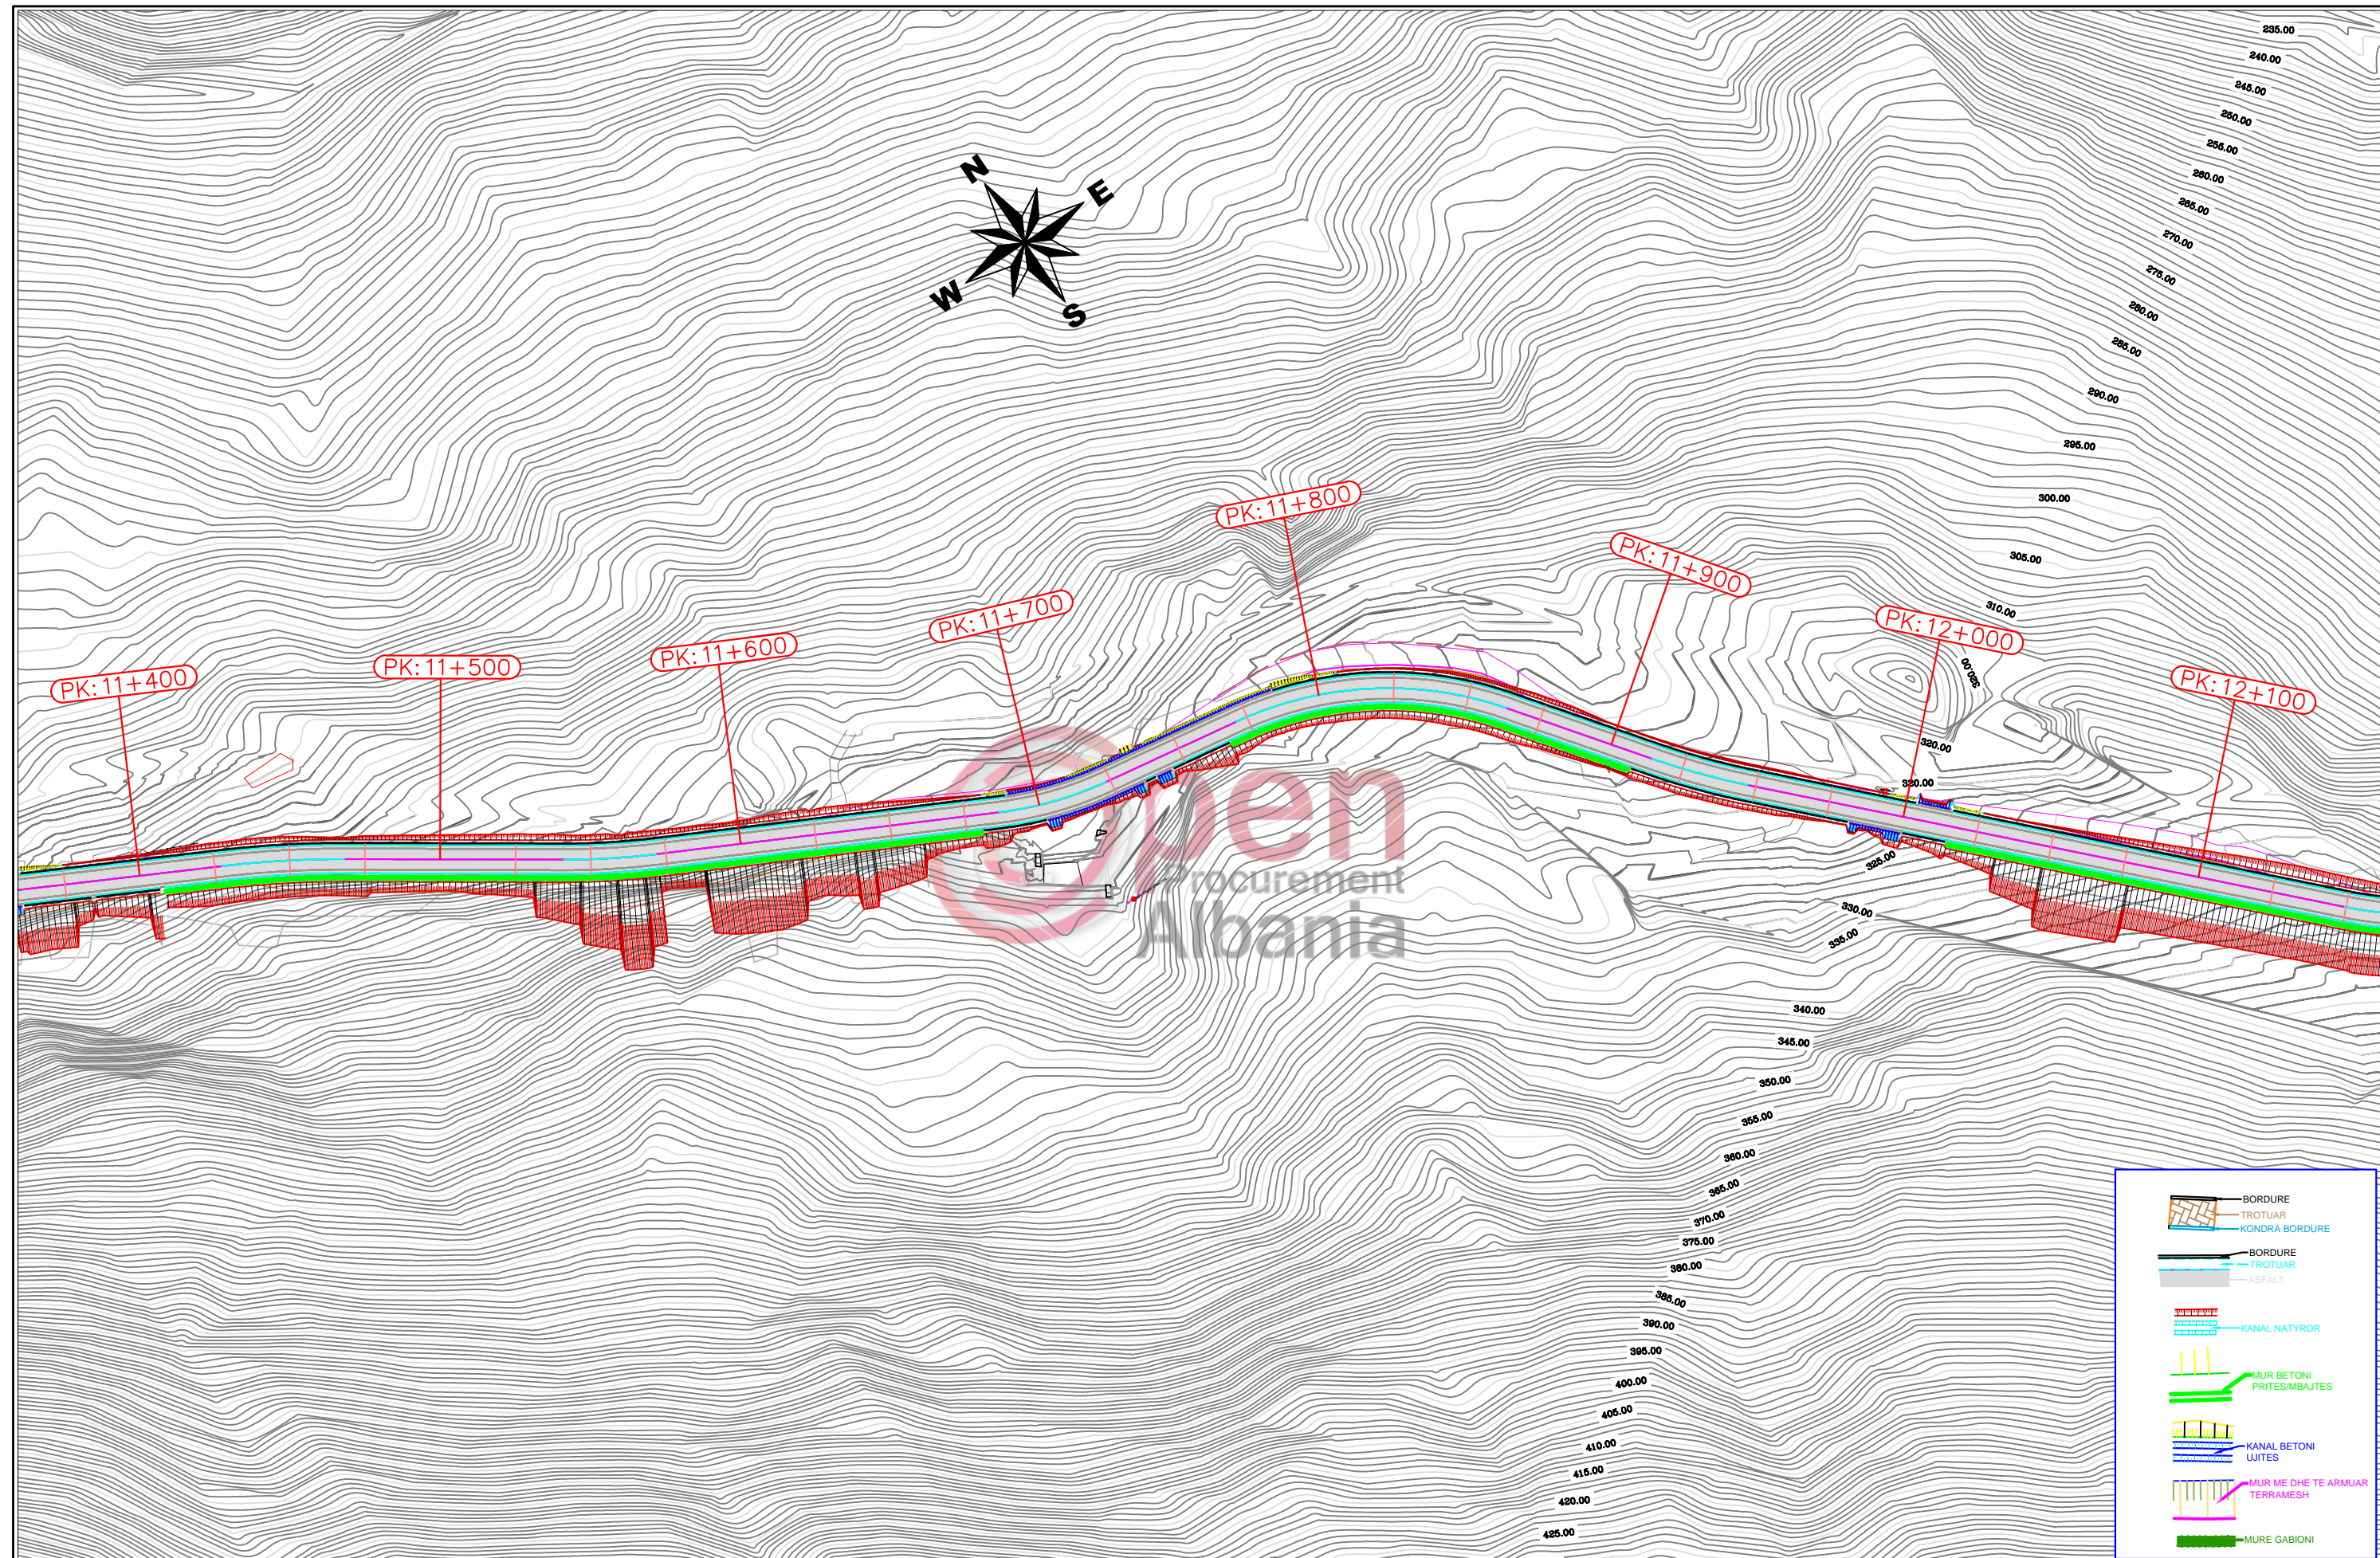 235.00
240.00
245.00
250.00
255.00
260.00
265.00
270.00
275.00
280.00
285.00
290.00
295.00
300.00
305.00
310.00
320.00
320.00
320.00
325.00
330.00
335.00
340.00
345.00
350.00
355.00
360.00
365.00
370.00
375.00
380.00
385.00
390.00
395.00
400.00
405.00
410.00
415.00
420.00
425.00
N
E
W
S
PK:11+400
PK:11+500
PK:11+600
PK:11+700
PK:11+800
PK:11+900
PK:12+000
PK:12+100
Open
Procurement
Albania
BORDURE
TROTUAR
KONDRA BORDURE
BORDURE
TROTUAR
ASFALT
KANAL NATYROR
MUR BETONI
PRITES/MBAJTES
KANAL BETONI
UJITES
MUR ME DHE TE ARMUAR
TERRAMESH
MURE GABIONI